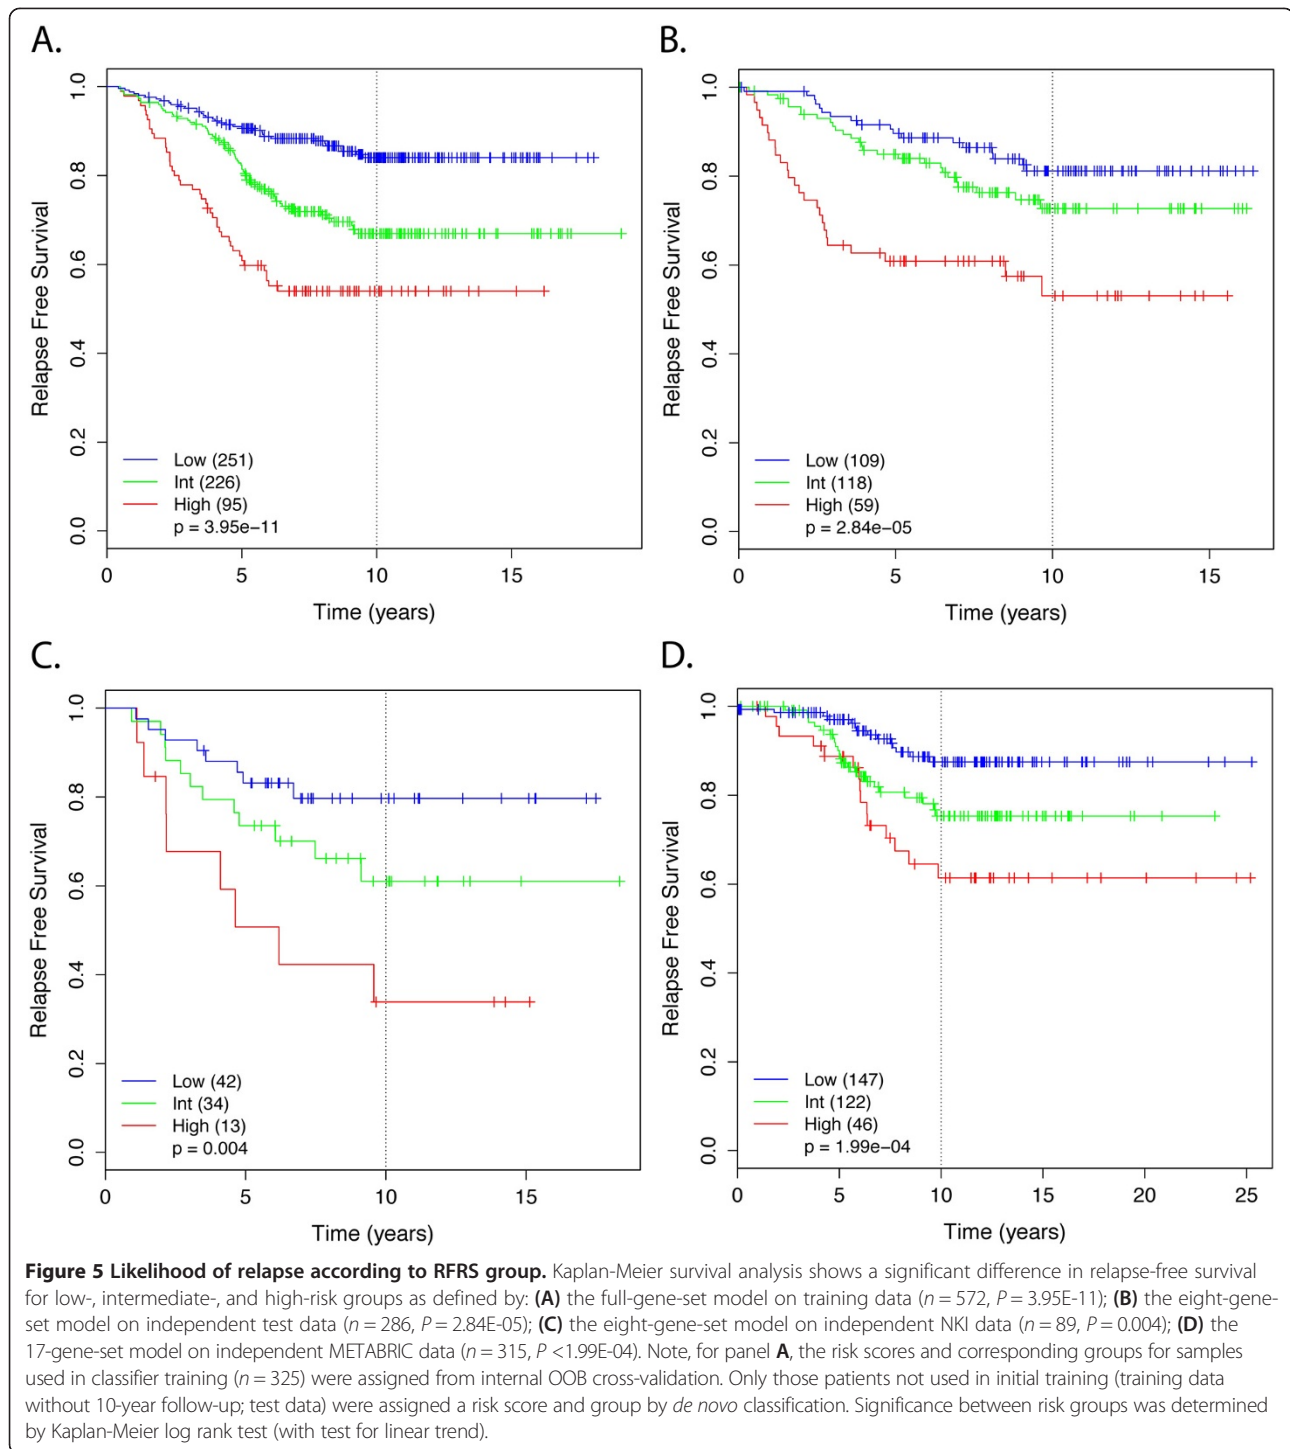 A.
1.0
0.8
0.6
0.4
0.2
0.0
Relapse Free Survival
Low (251)
Int (226)
High (95)
p = 3.95e−11
0 5 10 15
Time (years)
B.
1.0
0.8
0.6
0.4
0.2
0.0
Relapse Free Survival
Low (109)
Int (118)
High (59)
p = 2.84e−05
0 5 10 15
Time (years)
C.
1.0
0.8
0.6
0.4
0.2
0.0
Relapse Free Survival
Low (42)
Int (34)
High (13)
p = 0.004
0 5 10 15
Time (years)
D.
1.0
0.8
0.6
0.4
0.2
0.0
Relapse Free Survival
Low (147)
Int (122)
High (46)
p = 1.99e−04
0 5 10 15 20 25
Time (years)
Figure 5 Likelihood of relapse according to RFRS group. Kaplan-Meier survival analysis shows a significant difference in relapse-free survival
for low-, intermediate-, and high-risk groups as defined by: (A) the full-gene-set model on training data (n = 572, P = 3.95E-11); (B) the eight-gene-
set model on independent test data (n = 286, P = 2.84E-05); (C) the eight-gene-set model on independent NKI data (n = 89, P = 0.004); (D) the
17-gene-set model on independent METABRIC data (n = 315, P <1.99E-04). Note, for panel A, the risk scores and corresponding groups for samples
used in classifier training (n = 325) were assigned from internal OOB cross-validation. Only those patients not used in initial training (training data
without 10-year follow-up; test data) were assigned a risk score and group by de novo classification. Significance between risk groups was determined
by Kaplan-Meier log rank test (with test for linear trend).